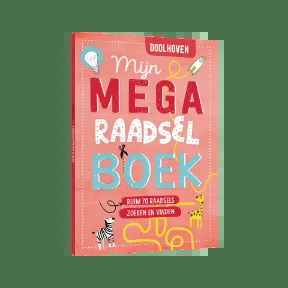 DOOLHOVEN
Mijn
MEGA
RAADSEL
BOEK
RUIM 70 RAADSELS
ZOEKEN EN VINDEN